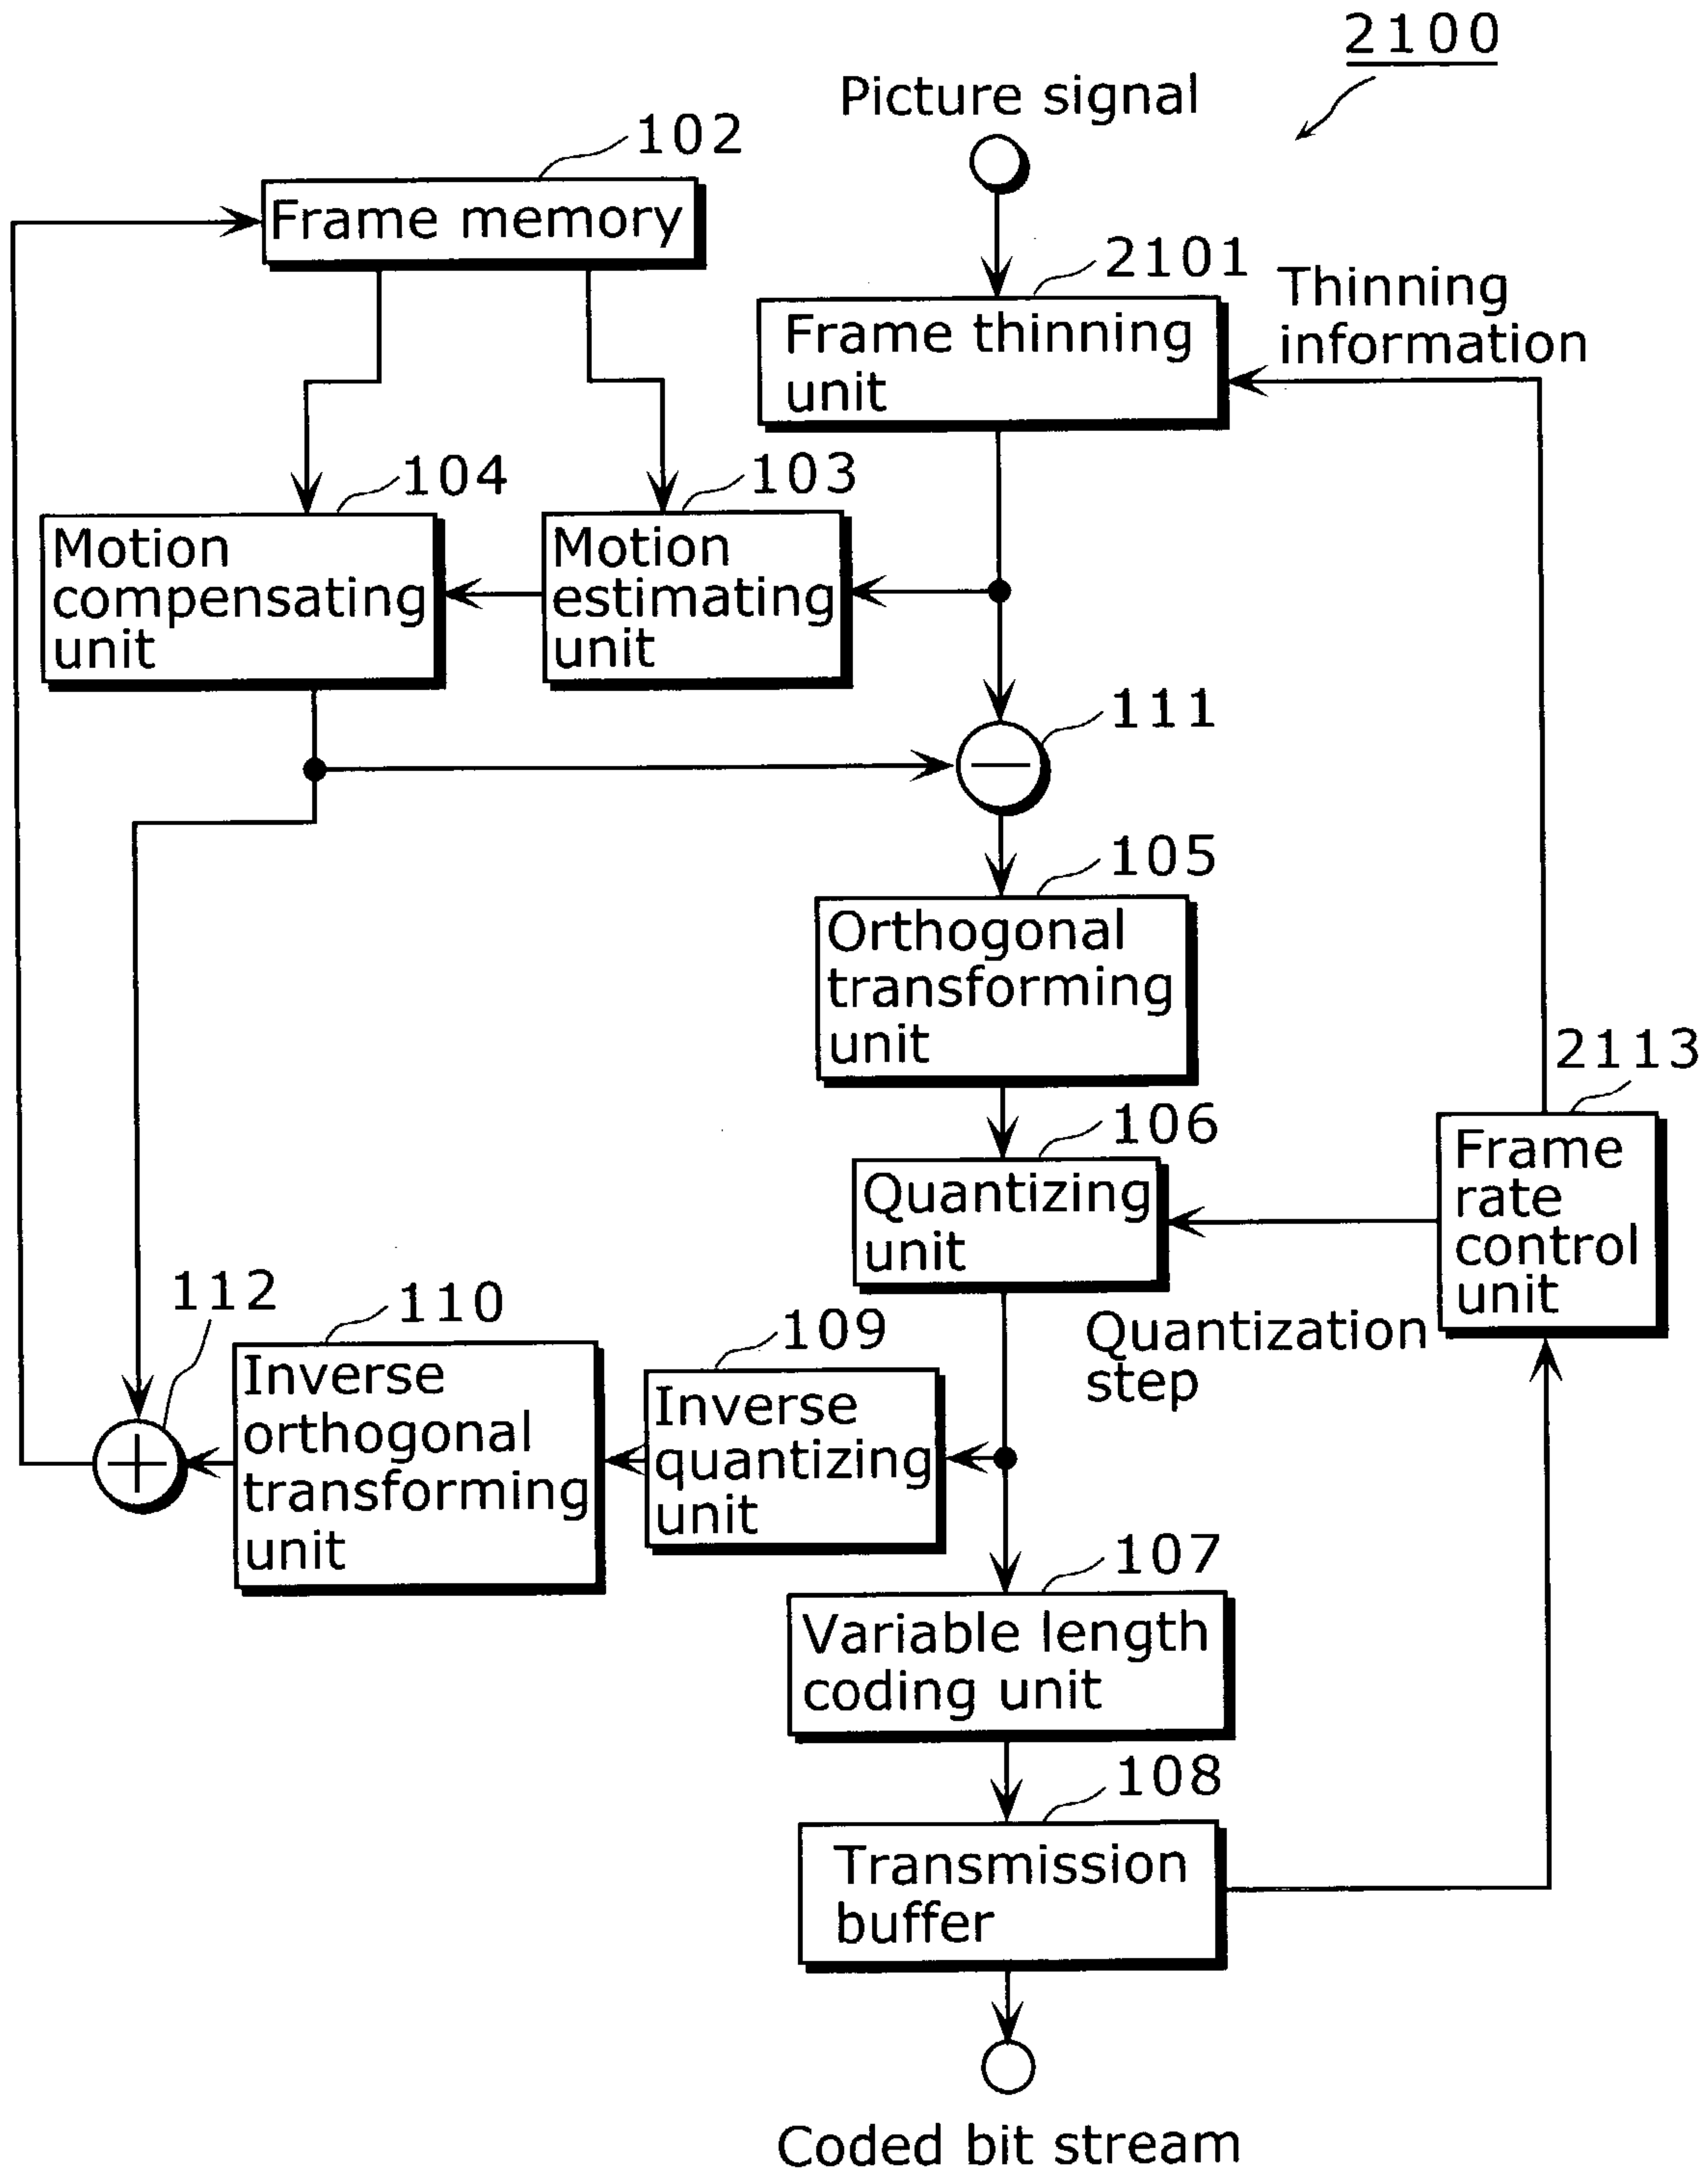 2100
Picture signal
102
Frame memory
2101
Frame thinning
unit
Thinning
information
104
Motion
compensating
unit
103
Motion
estimating
unit
111
105
Orthogonal
transforming
unit
2113
Frame
rate
control
unit
106
Quantizing
unit
Quantization
step
112
110
Inverse
orthogonal
transforming
unit
109
Inverse
quantizing
unit
107
Variable length
coding unit
108
Transmission
buffer
Coded bit stream